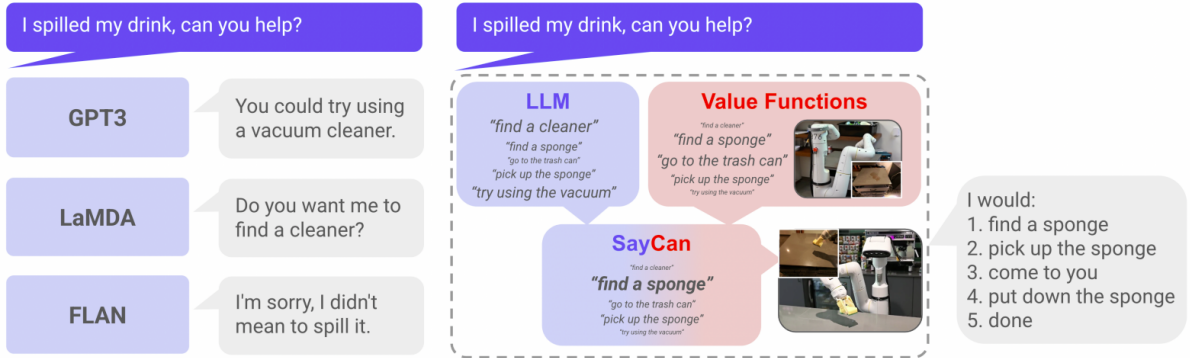 I spilled my drink, can you help?
GPT3
You could try using
a vacuum cleaner.
LaMDA
Do you want me to
find a cleaner?
FLAN
I'm sorry, I didn't
mean to spill it.
I spilled my drink, can you help?
LLM
"find a cleaner"
"find a sponge"
"go to the trash can"
"pick up the sponge"
"try using the vacuum"
Value Functions
"find a cleaner"
"find a sponge"
"go to the trash can"
"pick up the sponge"
"try using the vacuum"
SayCan
"find a cleaner"
"find a sponge"
"go to the trash can"
"pick up the sponge"
"try using the vacuum"
I would:
1. find a sponge
2. pick up the sponge
3. come to you
4. put down the sponge
5. done